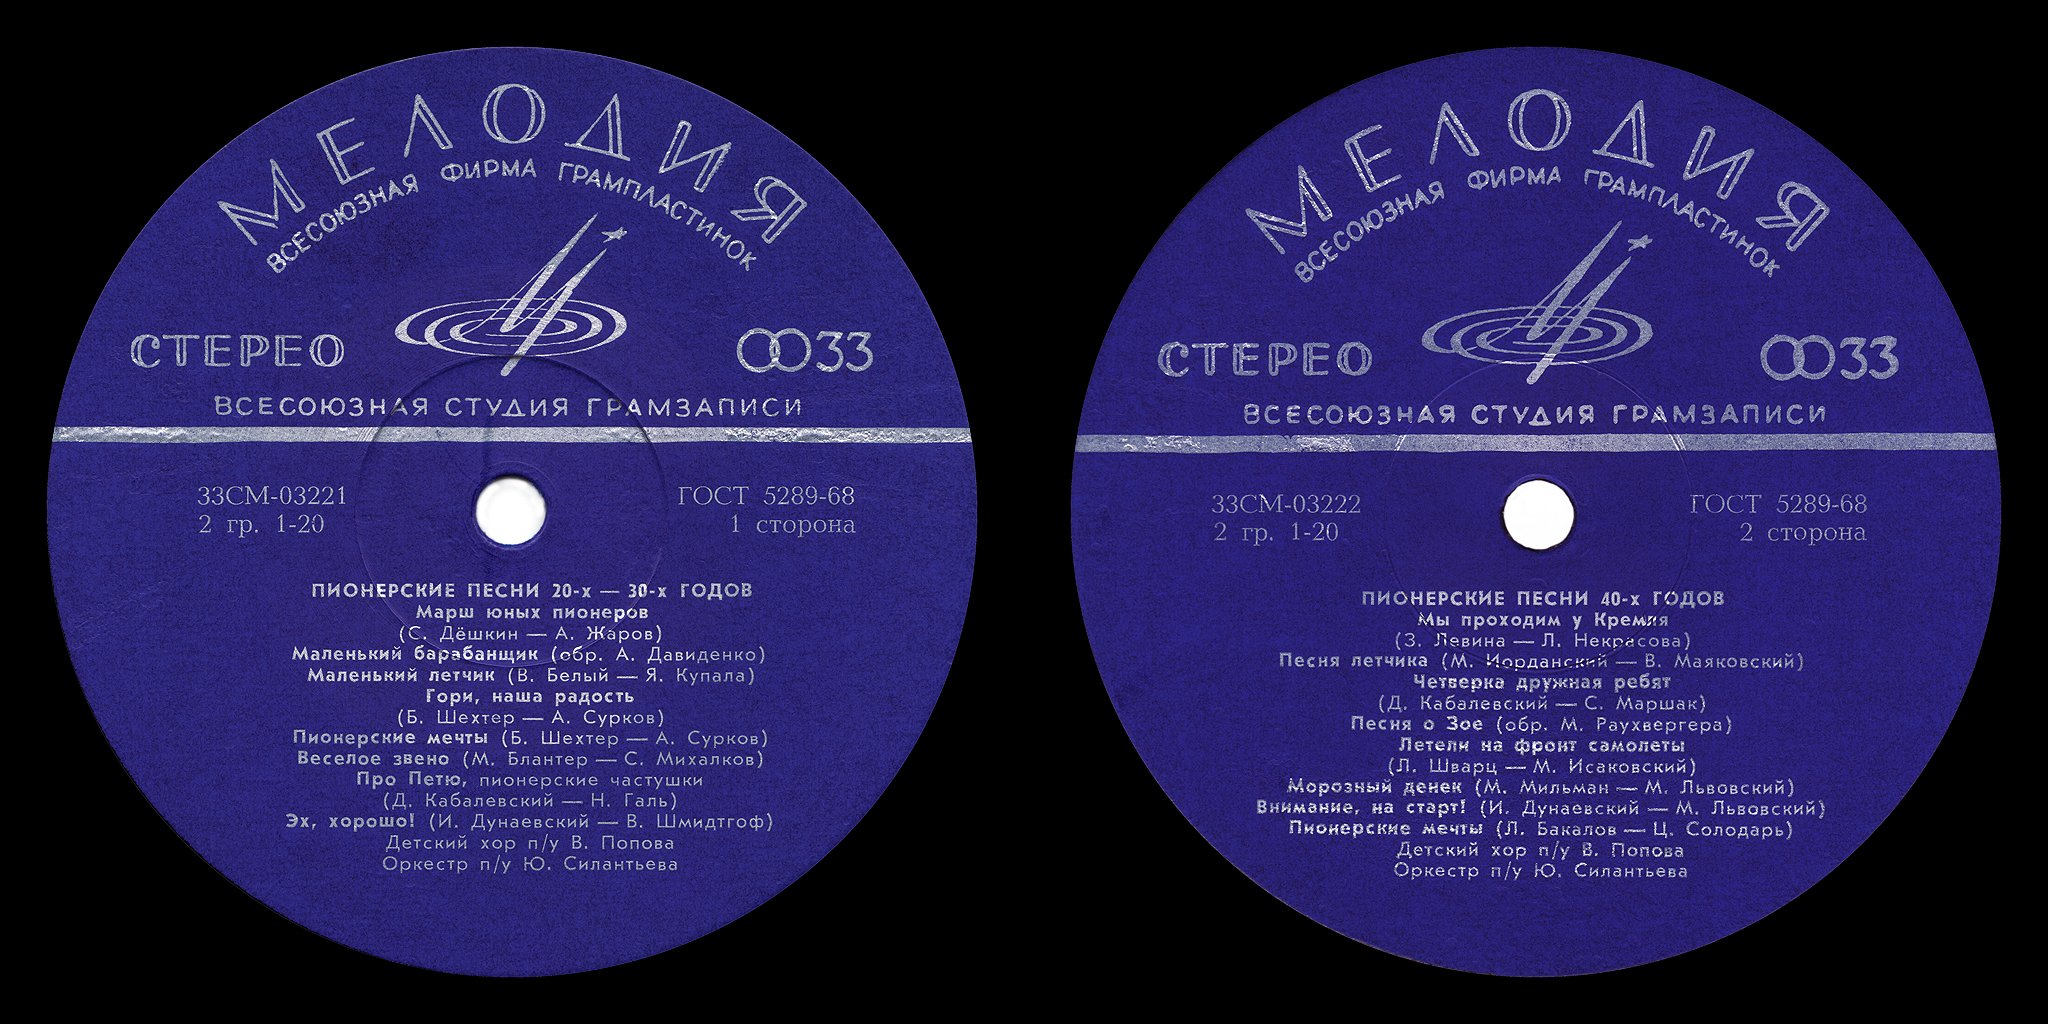 МЕЛОДИЯ
ВСЕСОЮЗНАЯ ФИРМА ГРАМПЛАСТИНОК
СТЕРЕО
33
ВСЕСОЮЗНАЯ СТУДИЯ ГРАМЗАПИСИ
33СМ-03221
2 гр. 1-20
ГОСТ 5289-68
1 сторона
ПИОНЕРСКИЕ ПЕСНИ 20-х — 30-х ГОДОВ
Марш юных пионеров
(С. Дёшкин — А. Жаров)
Маленький барабанщик (обр. А. Давиденко)
Маленький летчик (В. Белый — Я. Купала)
Гори, наша радость
(Б. Шехтер — А. Сурков)
Пионерские мечты (Б. Шехтер — А. Сурков)
Веселое звено (М. Блантер — С. Михалков)
Про Петю, пионерские частушки
(Д. Кабалевский — Н. Галь)
Эх, хорошо! (И. Дунаевский — В. Шмидтгоф)
Детский хор п/у В. Попова
Оркестр п/у Ю. Силантьева
МЕЛОДИЯ
ВСЕСОЮЗНАЯ ФИРМА ГРАМПЛАСТИНОК
СТЕРЕО
33
ВСЕСОЮЗНАЯ СТУДИЯ ГРАМЗАПИСИ
33СМ-03222
2 гр. 1-20
ГОСТ 5289-68
2 сторона
ПИОНЕРСКИЕ ПЕСНИ 40-х ГОДОВ
Мы проходим у Кремля
(З. Левина — Л. Некрасова)
Песня летчика (М. Иорданский — В. Маяковский)
Четверка дружная ребят
(Д. Кабалевский — С. Маршак)
Песня о Зое (обр. М. Раухвергера)
Летели на фронт самолеты
(Л. Шварц — М. Исаковский)
Морозный денек (М. Мильман — М. Львовский)
Внимание, на старт! (И. Дунаевский — М. Львовский)
Пионерские мечты (Л. Бакалов — Ц. Солодарь)
Детский хор п/у В. Попова
Оркестр п/у Ю. Силантьева